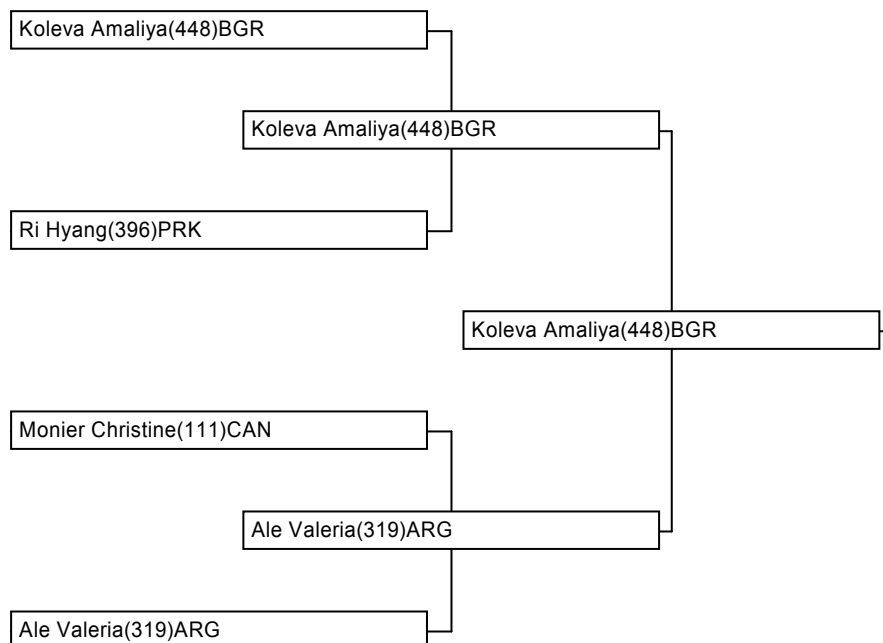 Koleva Amaliya(448)BGR
Koleva Amaliya(448)BGR
Ri Hyang(396)PRK
Koleva Amaliya(448)BGR
Monier Christine(111)CAN
Ale Valeria(319)ARG
Ale Valeria(319)ARG